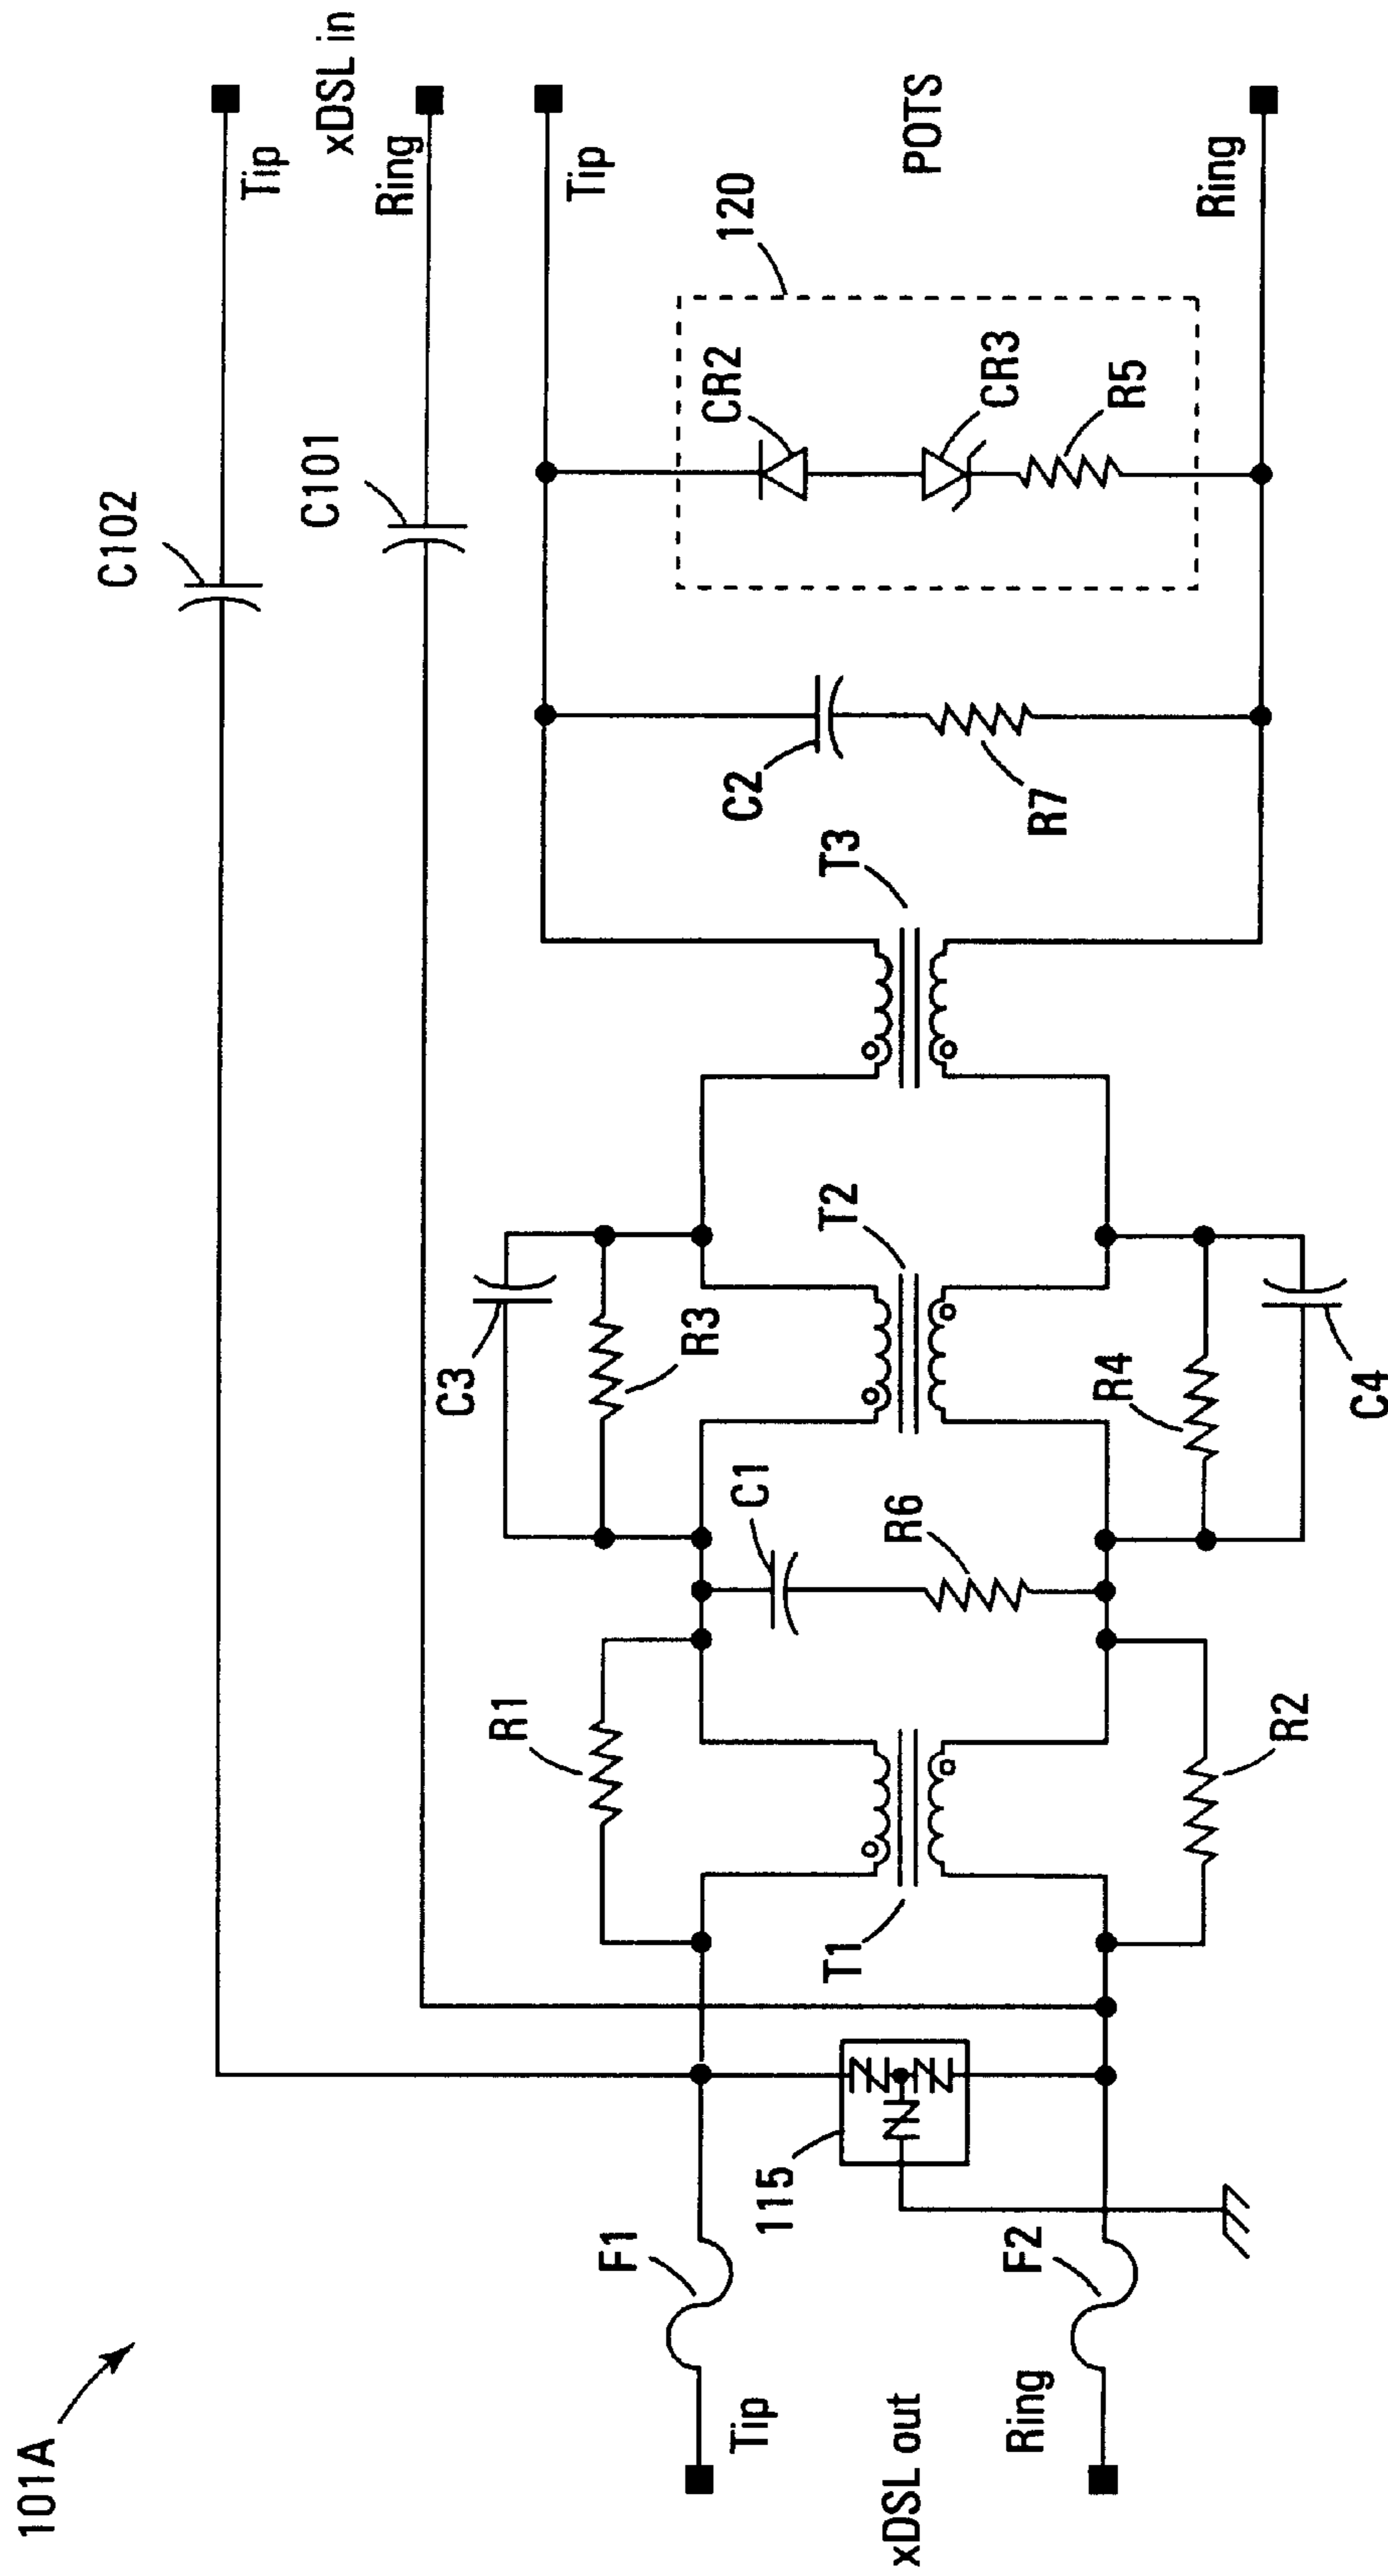 101A
C102
Tip
xDSL in
C101
Ring
Tip
120
POTS
CR2
CR3
R5
Ring
C2
R7
T3
C3
R3
T2
R4
C4
C1
R6
R1
T1
R2
115
F1
F2
Tip
xDSL out
Ring